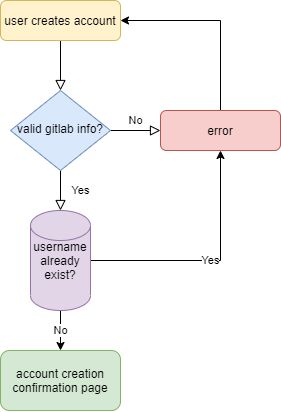 user creates account
valid gitlab info?
No
error
Yes
username
already
exist?
Yes
No
account creation
confirmation page